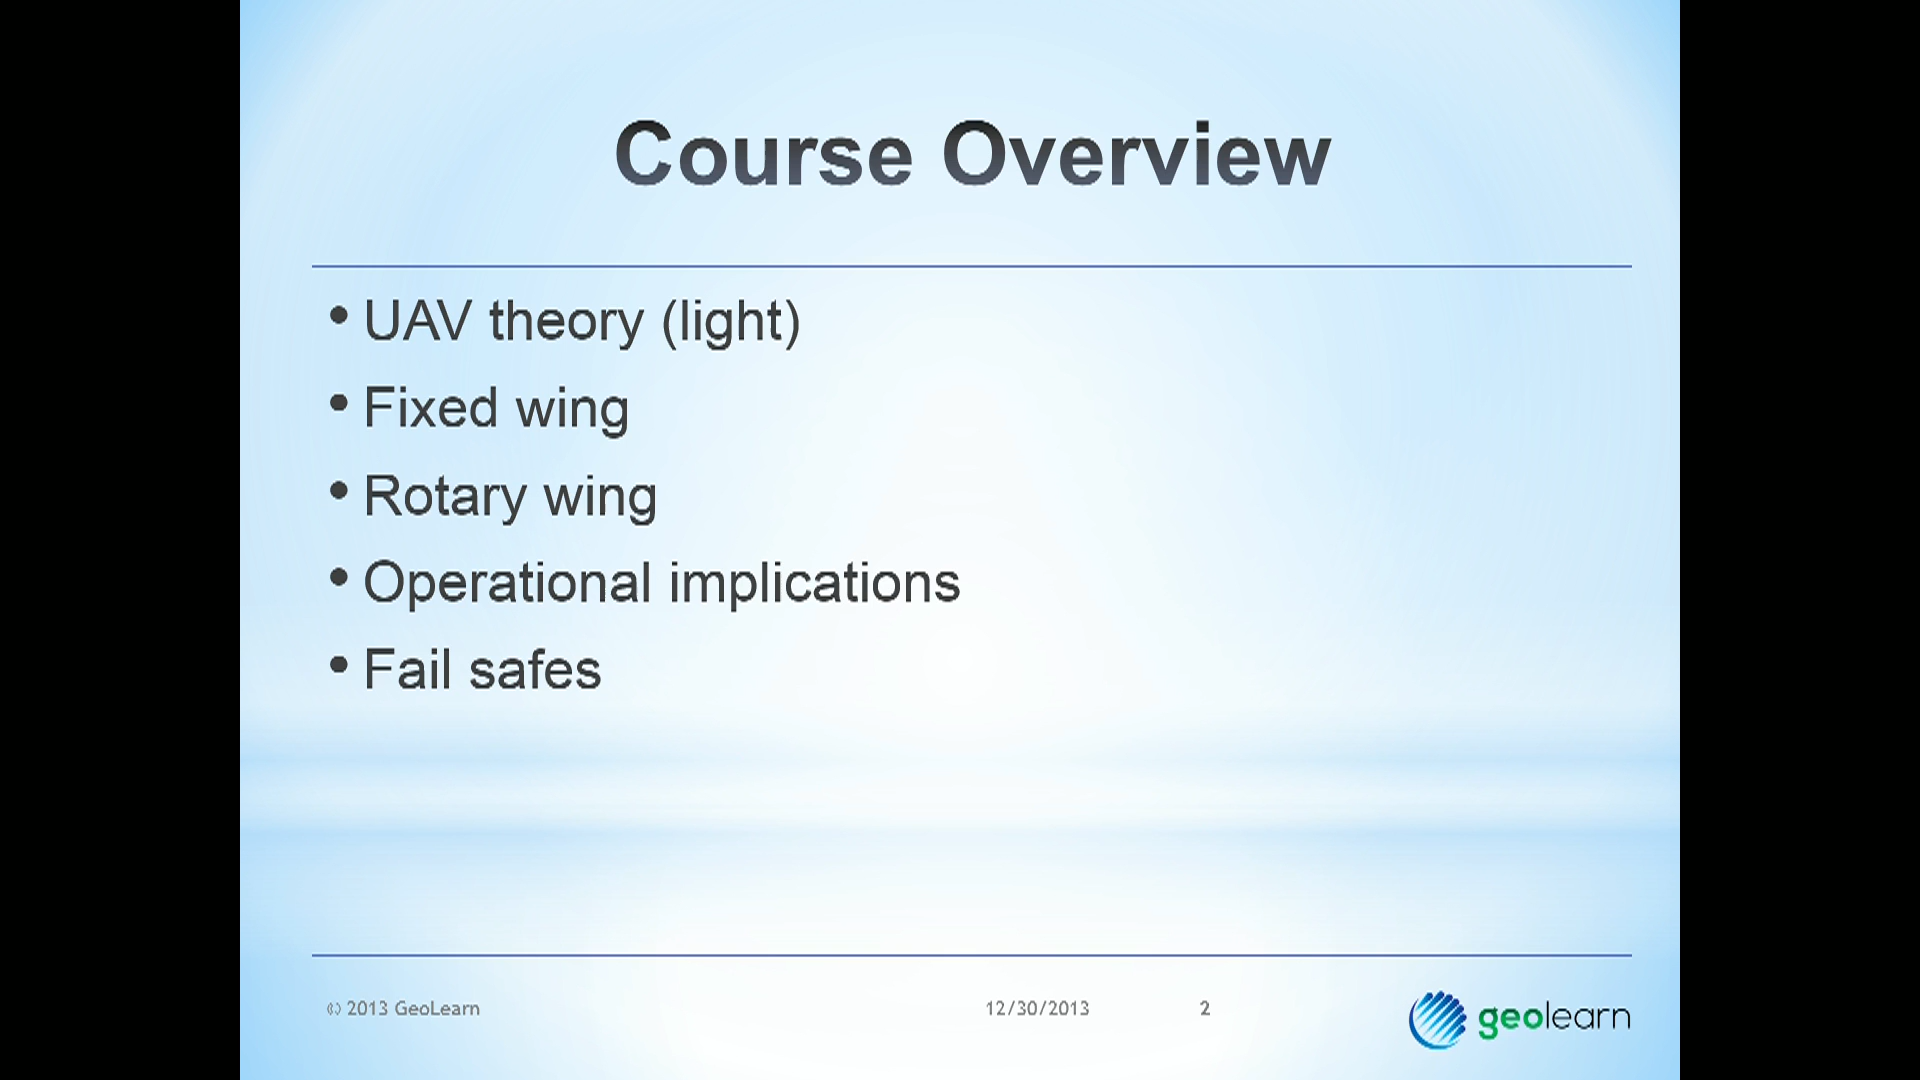 Course Overview
• UAV theory (light)
• Fixed wing
• Rotary wing
• Operational implications
• Fail safes
© 2013 GeoLearn 12/30/2013 2 geolearn